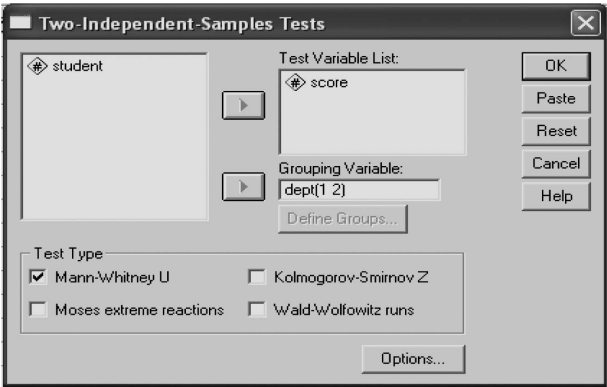 Two-Independent-Samples Tests
student
Test Variable List:
score
Grouping Variable:
dept(1 2)
Define Groups...
OK
Paste
Reset
Cancel
Help
Test Type
Mann-Whitney U
Kolmogorov-Smirnov Z
Moses extreme reactions
Wald-Wolfowitz runs
Options...